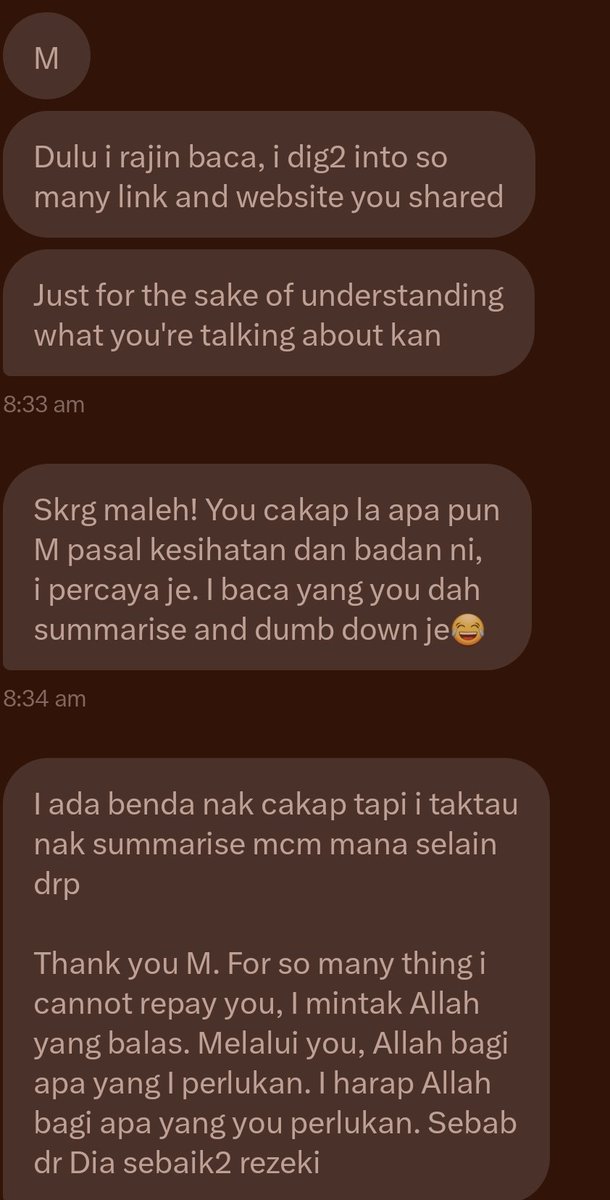 M
Dulu i rajin baca, i dig2 into so
many link and website you shared
Just for the sake of understanding
what you're talking about kan
8:33 am
Skrg maleh! You cakap la apa pun
M pasal kesihatan dan badan ni,
i percaya je. I baca yang you dah
summarise and dumb down je😂
8:34 am
I ada benda nak cakap tapi i taktau
nak summarise mcm mana selain
drp
Thank you M. For so many thing i
cannot repay you, I mintak Allah
yang balas. Melalui you, Allah bagi
apa yang I perlukan. I harap Allah
bagi apa yang you perlukan. Sebab
dr Dia sebaik2 rezeki